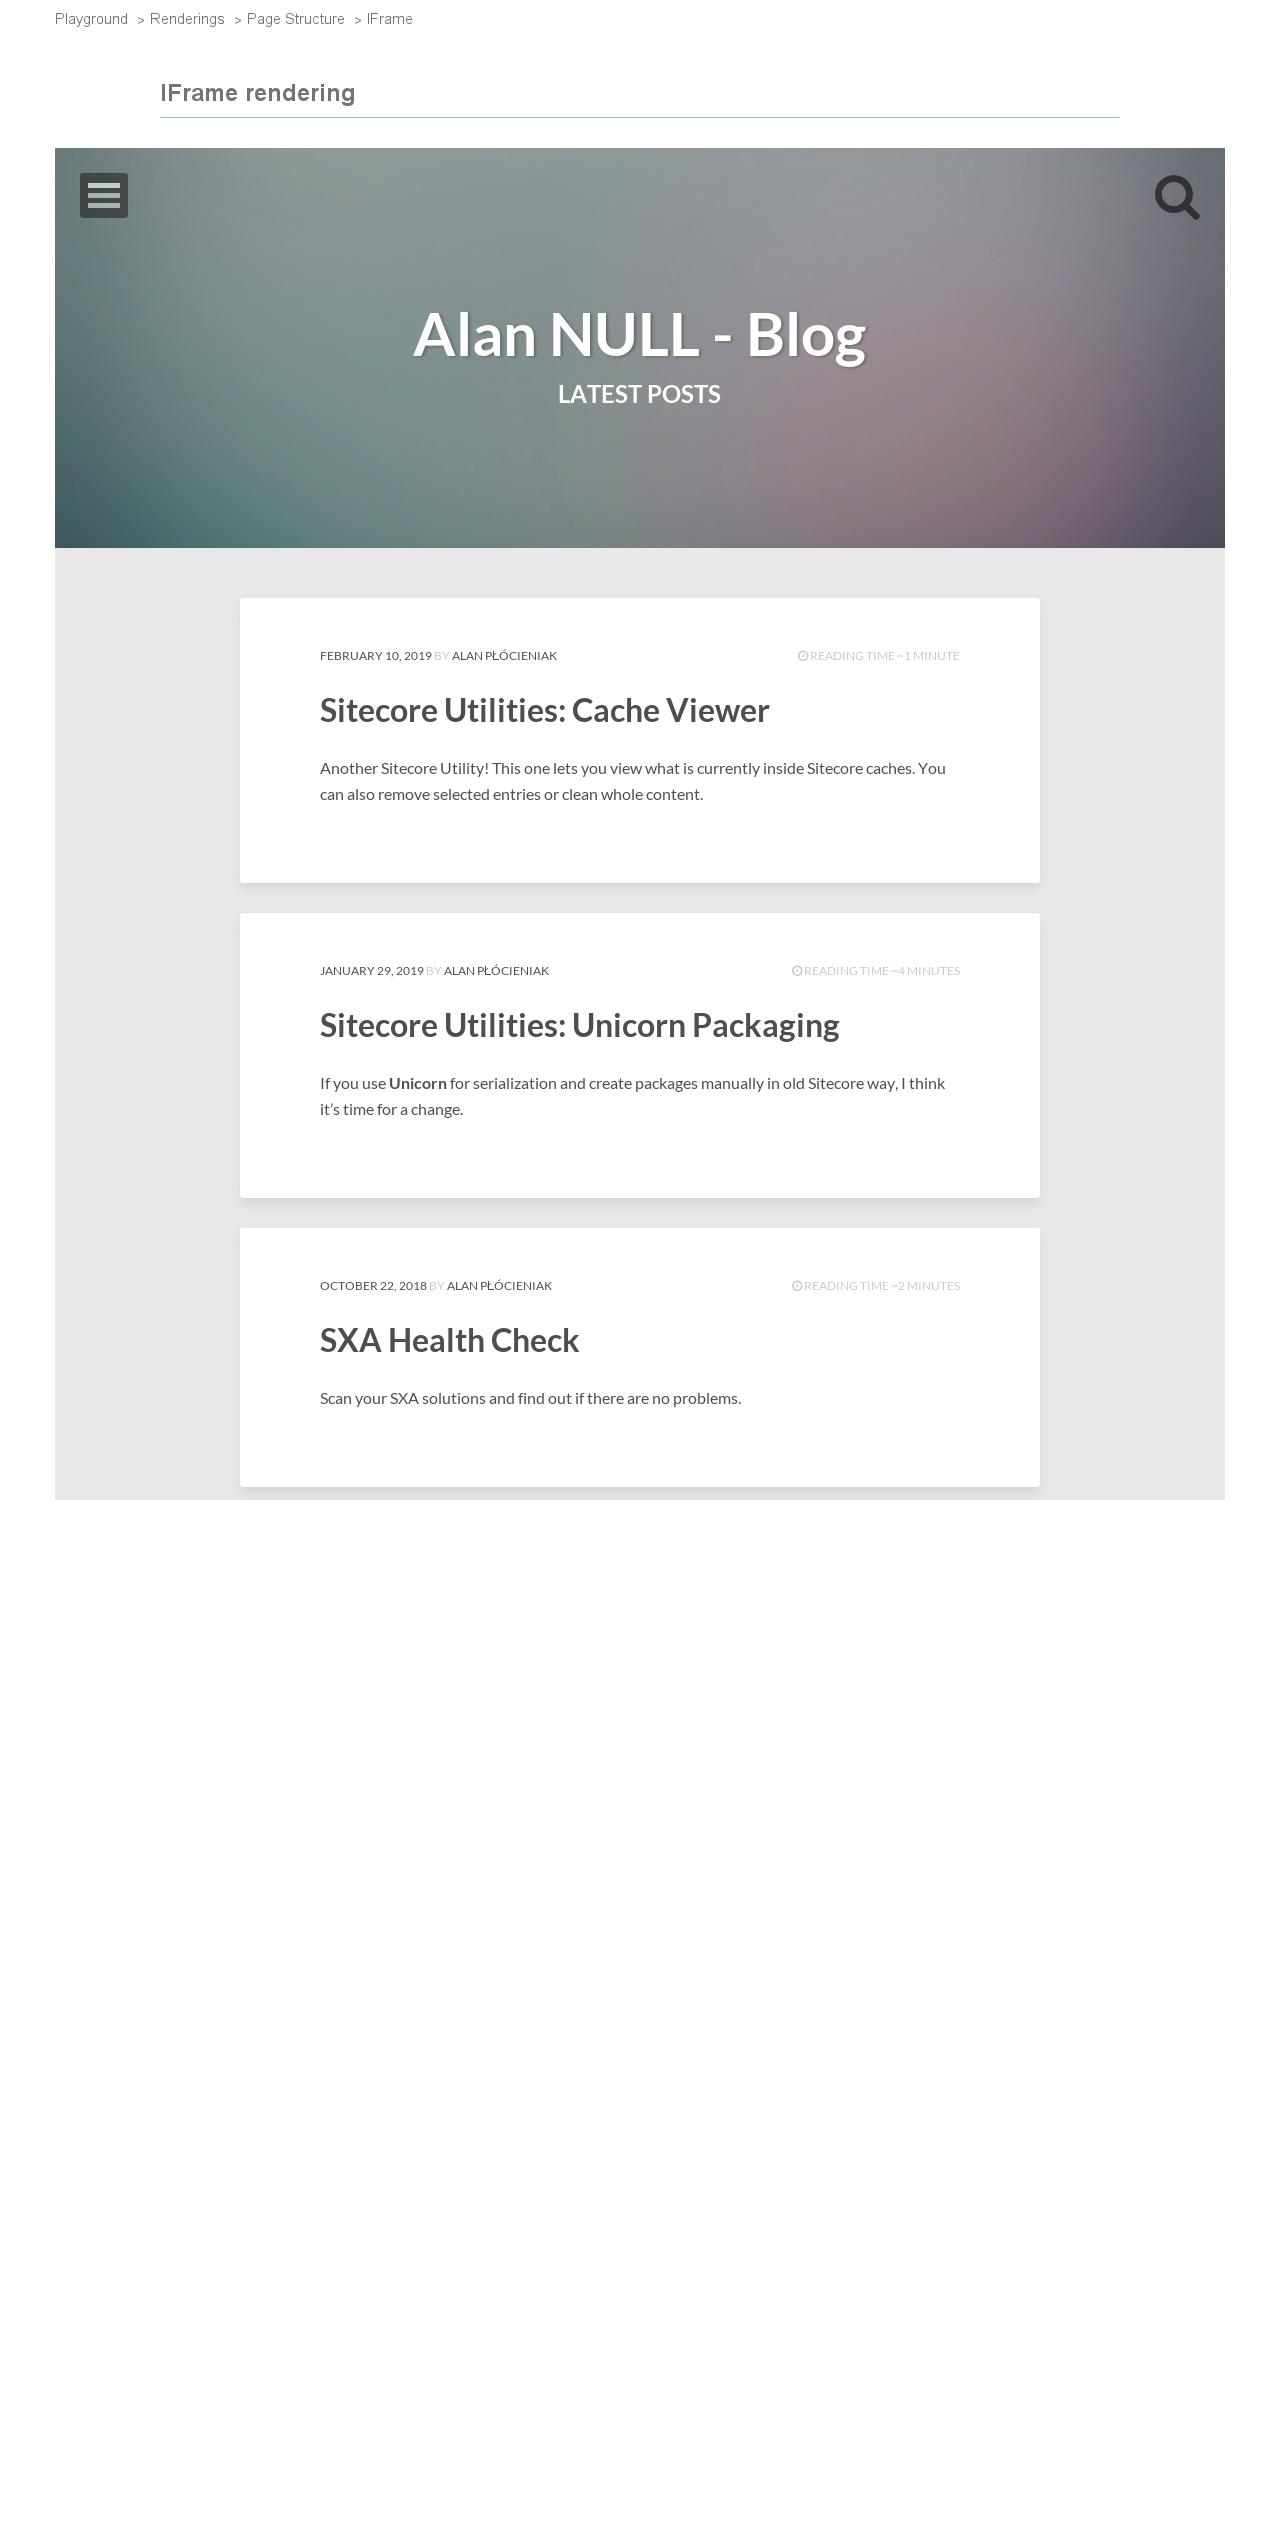 Playground > Renderings > Page Structure > IFrame
IFrame rendering
Alan NULL - Blog
LATEST POSTS
FEBRUARY 10, 2019 BY ALAN PŁÓCIENIAK READING TIME ~1 MINUTE
Sitecore Utilities: Cache Viewer
Another Sitecore Utility! This one lets you view what is currently inside Sitecore caches. You
can also remove selected entries or clean whole content.
JANUARY 29, 2019 BY ALAN PŁÓCIENIAK READING TIME ~4 MINUTES
Sitecore Utilities: Unicorn Packaging
If you use Unicorn for serialization and create packages manually in old Sitecore way, I think
it’s time for a change.
OCTOBER 22, 2018 BY ALAN PŁÓCIENIAK READING TIME ~2 MINUTES
SXA Health Check
Scan your SXA solutions and find out if there are no problems.